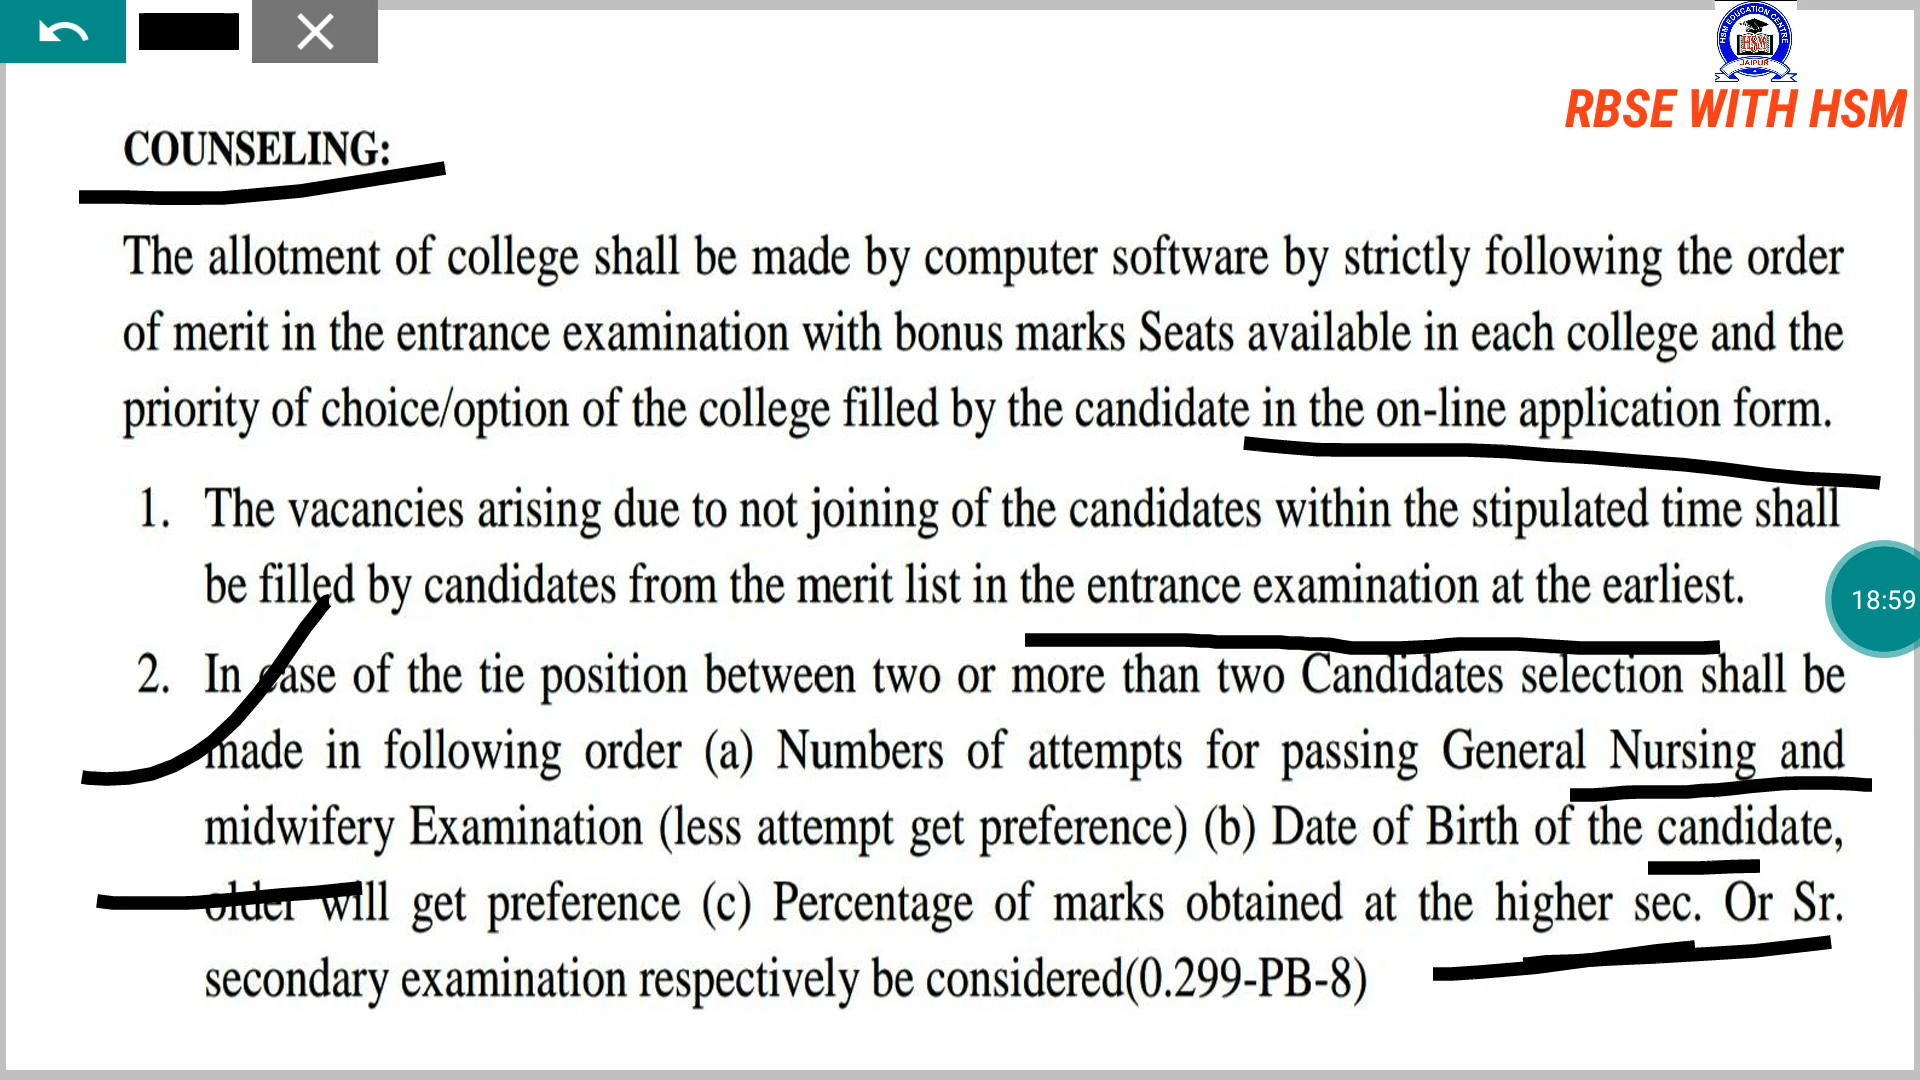 HSM EDUCATION CENTRE
HSM
JAIPUR
RBSE WITH HSM
COUNSELING:
The allotment of college shall be made by computer software by strictly following the order
of merit in the entrance examination with bonus marks Seats available in each college and the
priority of choice/option of the college filled by the candidate in the on-line application form.
1. The vacancies arising due to not joining of the candidates within the stipulated time shall
be filled by candidates from the merit list in the entrance examination at the earliest.
18:59
2. In case of the tie position between two or more than two Candidates selection shall be
made in following order (a) Numbers of attempts for passing General Nursing and
midwifery Examination (less attempt get preference) (b) Date of Birth of the candidate,
older will get preference (c) Percentage of marks obtained at the higher sec. Or Sr.
secondary examination respectively be considered(0.299-PB-8)